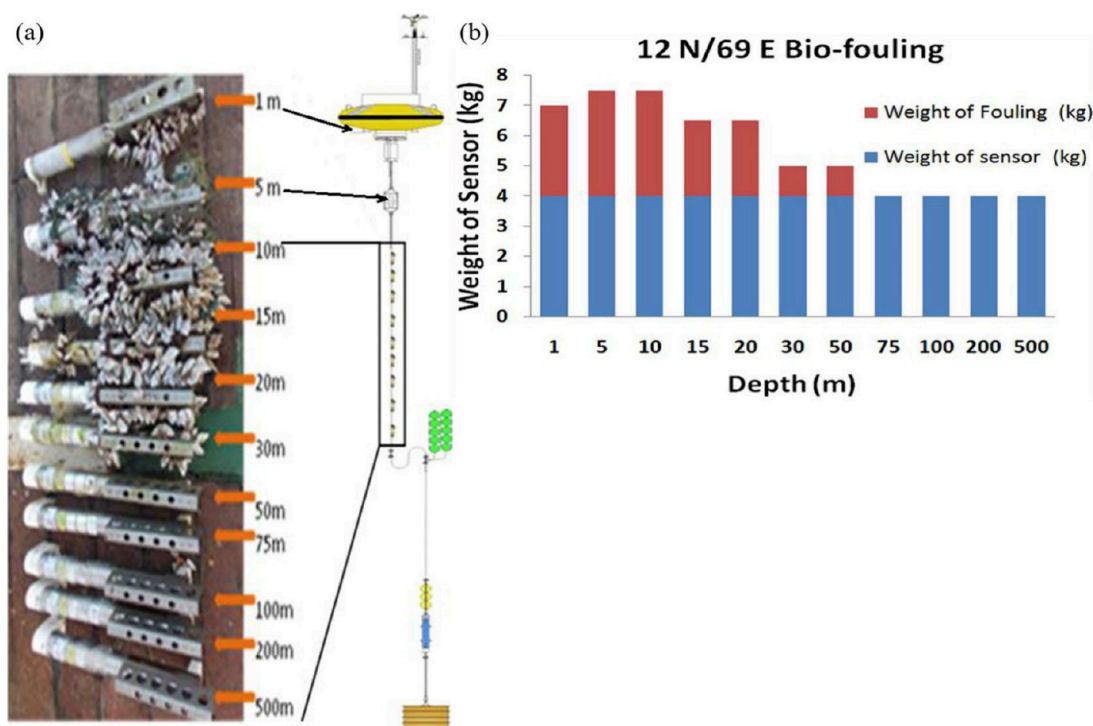 (a)
1 m
5 m
10m
15m
20m
30m
50m
75m
100m
200m
500m
(b)
12 N/69 E Bio-fouling
Weight of Sensor (Kg)
8
7
6
5
4
3
2
1
0
Weight of Fouling (kg)
Weight of sensor (kg)
1 5 10 15 20 30 50 75 100 200 500
Depth (m)